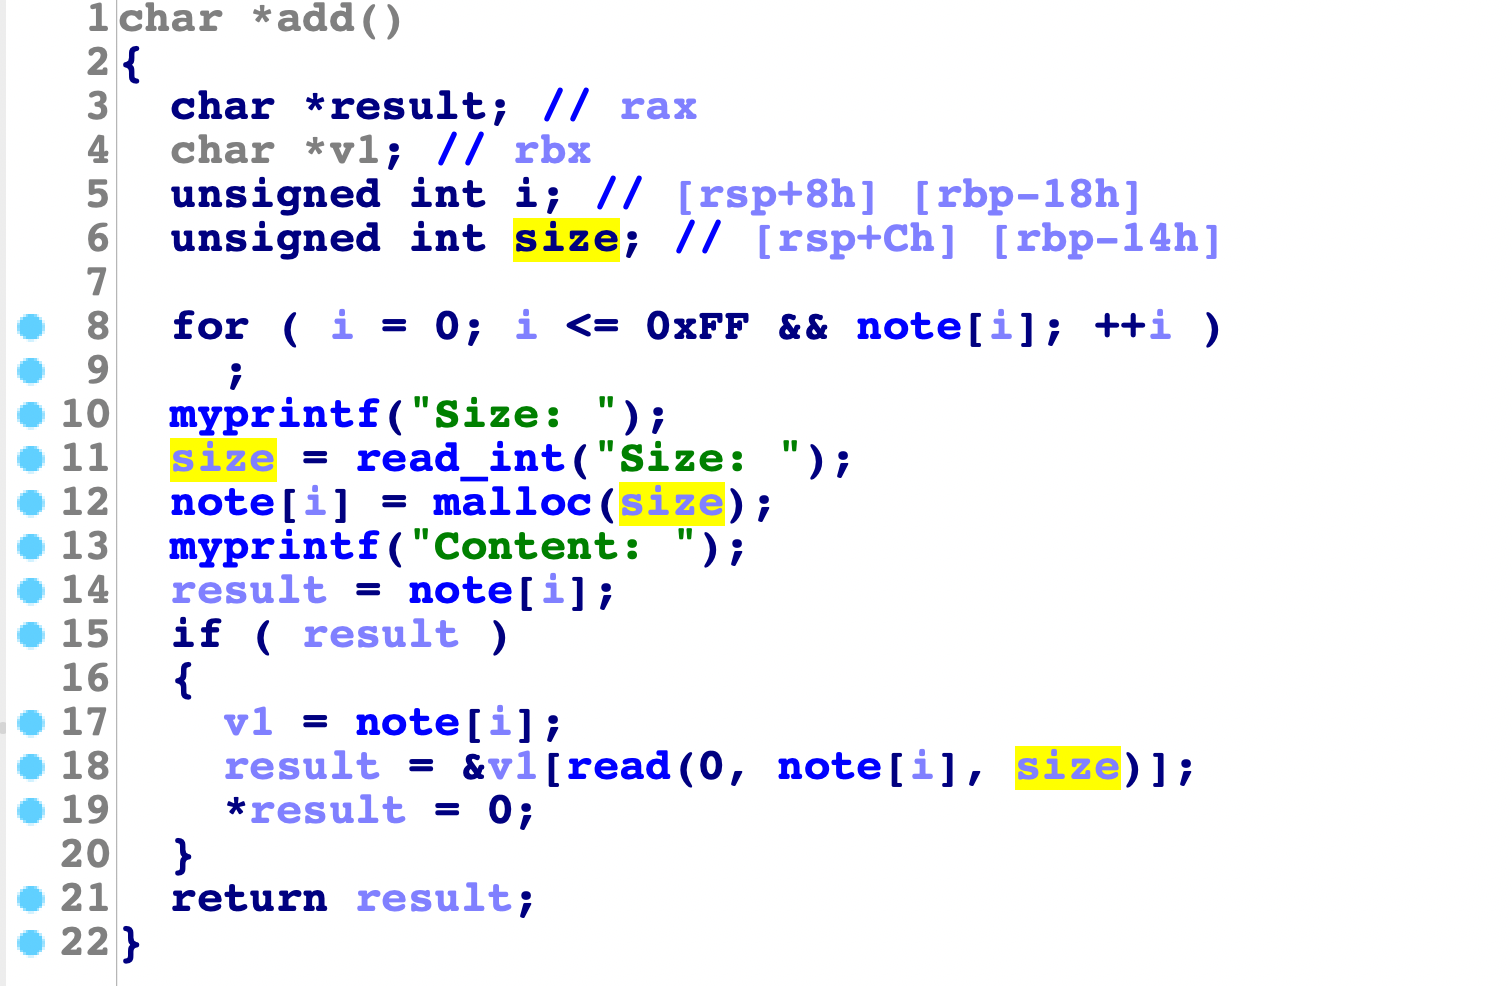 1 char *add()
2 {
3   char *result; // rax
4   char *v1; // rbx
5   unsigned int i; // [rsp+8h] [rbp-18h]
6   unsigned int size; // [rsp+Ch] [rbp-14h]
7
8   for ( i = 0; i <= 0xFF && note[i]; ++i )
9     ;
10   myprintf("Size: ");
11   size = read_int("Size: ");
12   note[i] = malloc(size);
13   myprintf("Content: ");
14   result = note[i];
15   if ( result )
16   {
17     v1 = note[i];
18     result = &v1[read(0, note[i], size)];
19     *result = 0;
20   }
21   return result;
22 }